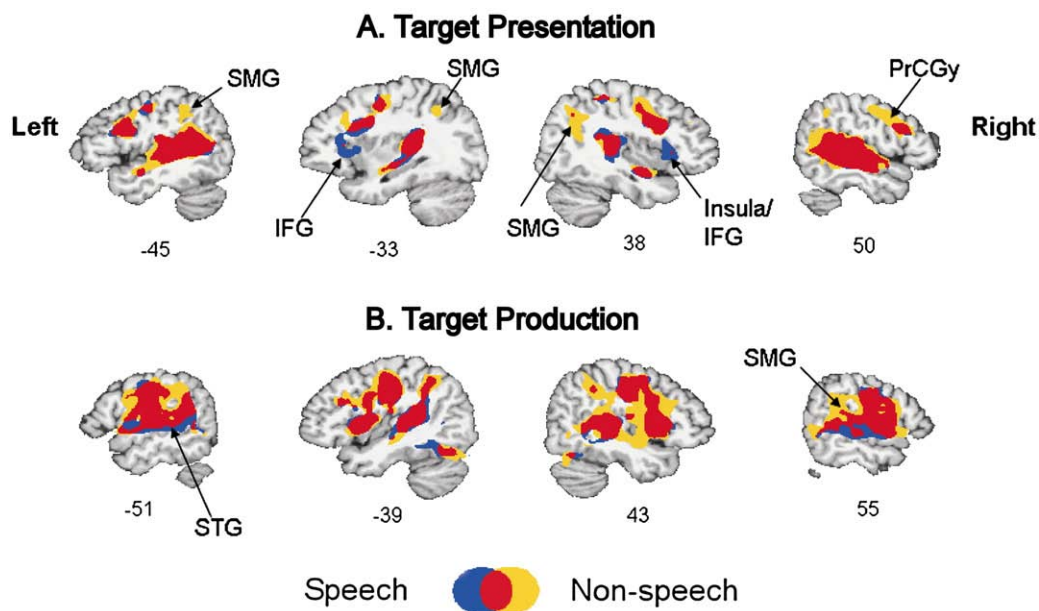 A. Target Presentation
SMG
SMG
PrCGy
Left
Right
IFG
SMG
Insula/
IFG
-45
-33
38
50
B. Target Production
SMG
STG
-51
-39
43
55
Speech
Non-speech